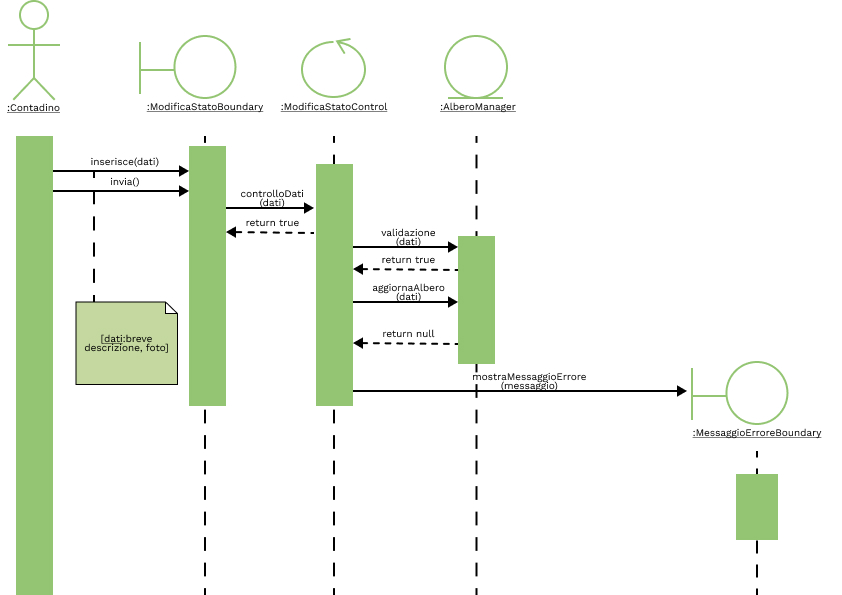 :Contadino
:ModificaStatoBoundary
:ModificaStatoControl
:AlberoManager
inserisce(dati)
invia()
controlloDati
(dati)
return true
validazione
(dati)
return true
aggiornaAlbero
(dati)
return null
[dati:breve
descrizione, foto]
mostraMessaggioErrore
(messaggio)
:MessaggioErroreBoundary